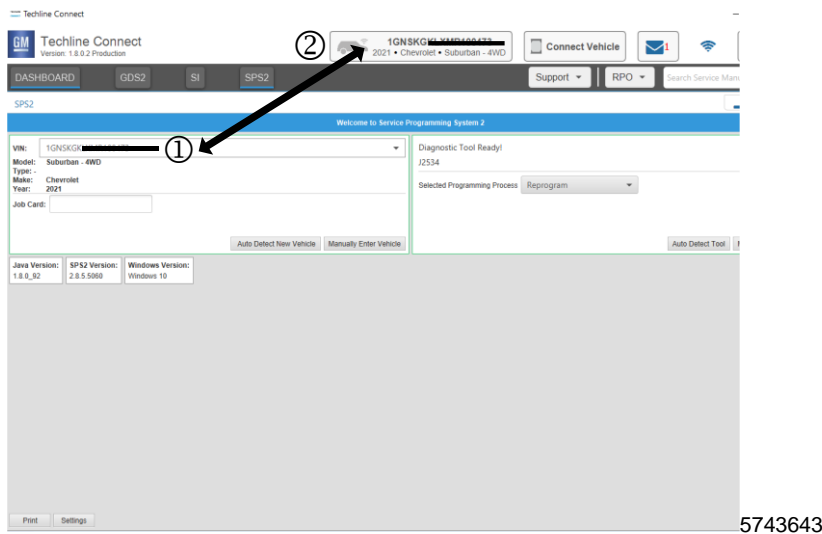 Techline Connect
GM Techline Connect
Version: 1.8.0.2 Production
②
2021 • Chevrolet • Suburban - 4WD
Connect Vehicle
1
DASHBOARD GDS2 SI SPS2 Support RPO Search Service Manu
SPS2
Welcome to Service Programming System 2
VIN: 1GNSKGK
①
Model: Suburban - 4WD
Type: -
Make: Chevrolet
Year: 2021
Job Card:
Auto Detect New Vehicle Manually Enter Vehicle
Diagnostic Tool Ready!
J2534
Selected Programming Process Reprogram
Auto Detect Tool
Java Version: SPS2 Version: Windows Version:
1.8.0_92 2.8.5.5060 Windows 10
Print Settings
5743643